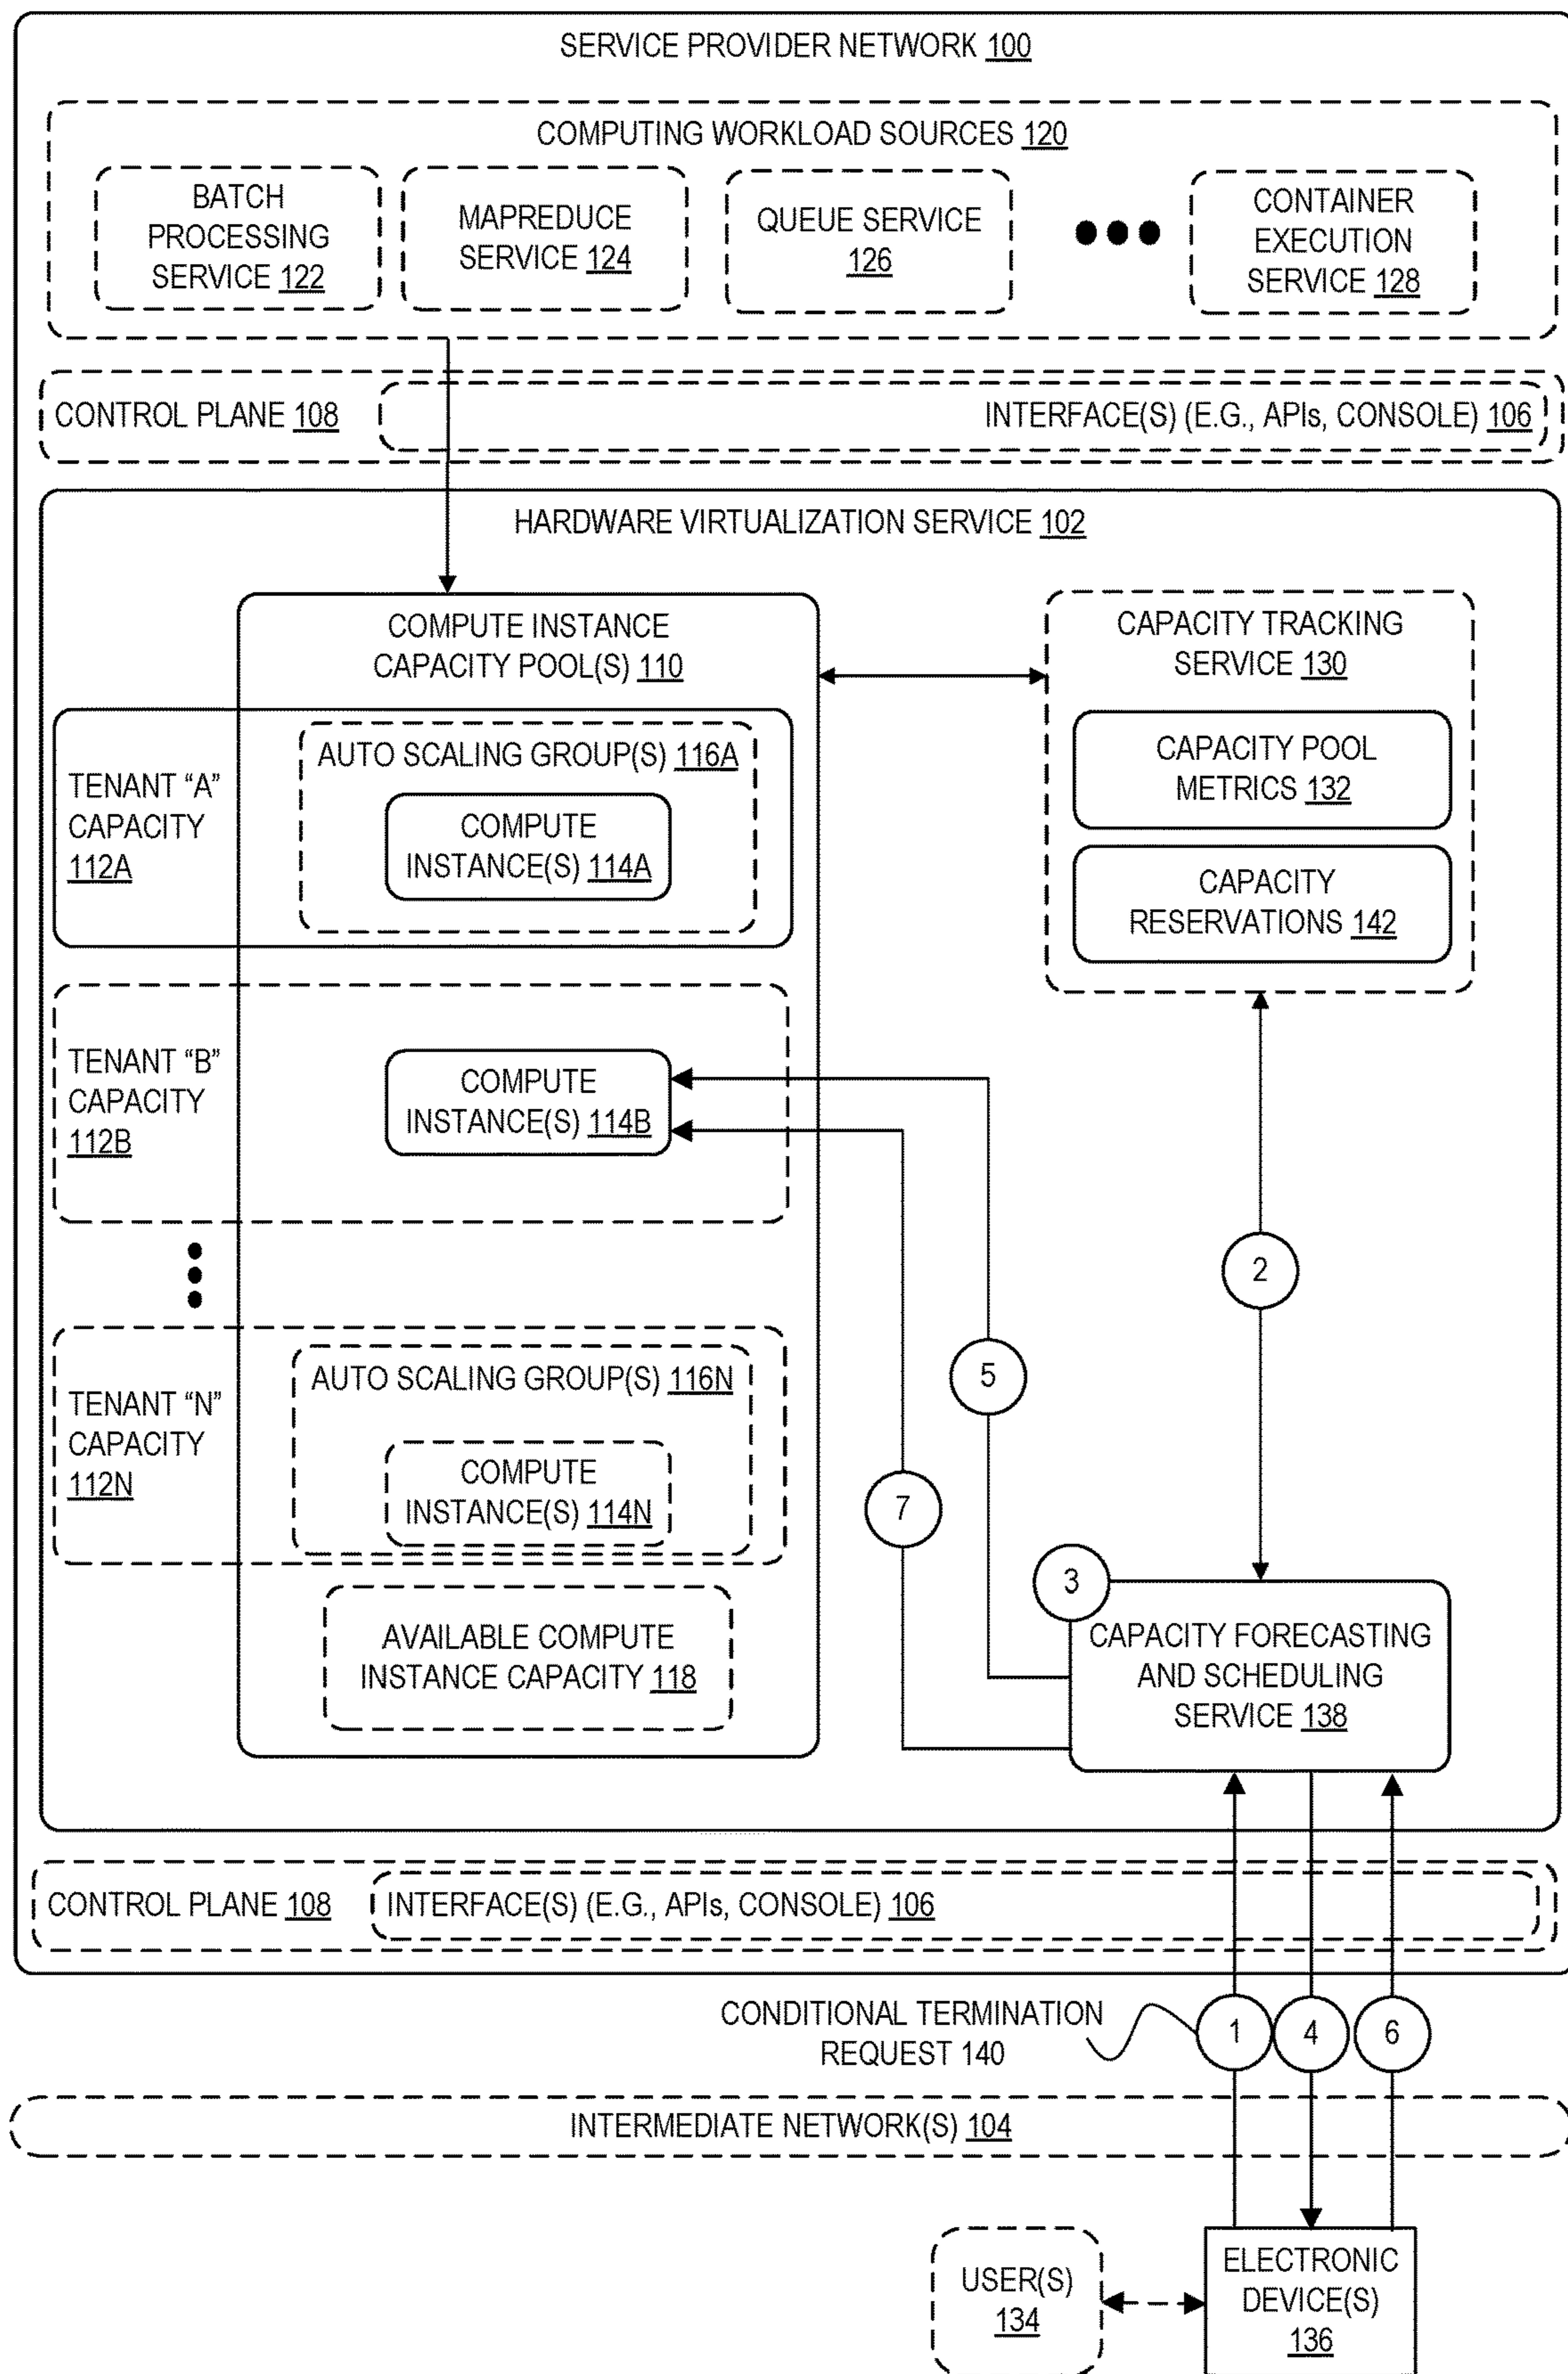 SERVICE PROVIDER NETWORK 100
COMPUTING WORKLOAD SOURCES 120
BATCH
PROCESSING
SERVICE 122
MAPREDUCE
SERVICE 124
QUEUE SERVICE
126
CONTAINER
EXECUTION
SERVICE 128
CONTROL PLANE 108
INTERFACE(S) (E.G., APIs, CONSOLE) 106
HARDWARE VIRTUALIZATION SERVICE 102
COMPUTE INSTANCE
CAPACITY POOL(S) 110
CAPACITY TRACKING
SERVICE 130
CAPACITY POOL
METRICS 132
CAPACITY
RESERVATIONS 142
TENANT “A”
CAPACITY
112A
AUTO SCALING GROUP(S) 116A
COMPUTE
INSTANCE(S) 114A
TENANT “B”
CAPACITY
112B
COMPUTE
INSTANCE(S) 114B
2
5
TENANT “N”
CAPACITY
112N
AUTO SCALING GROUP(S) 116N
COMPUTE
INSTANCE(S) 114N
7
3
AVAILABLE COMPUTE
INSTANCE CAPACITY 118
CAPACITY FORECASTING
AND SCHEDULING
SERVICE 138
CONTROL PLANE 108
INTERFACE(S) (E.G., APIs, CONSOLE) 106
CONDITIONAL TERMINATION
REQUEST 140
1
4
6
INTERMEDIATE NETWORK(S) 104
USER(S)
134
ELECTRONIC
DEVICE(S)
136